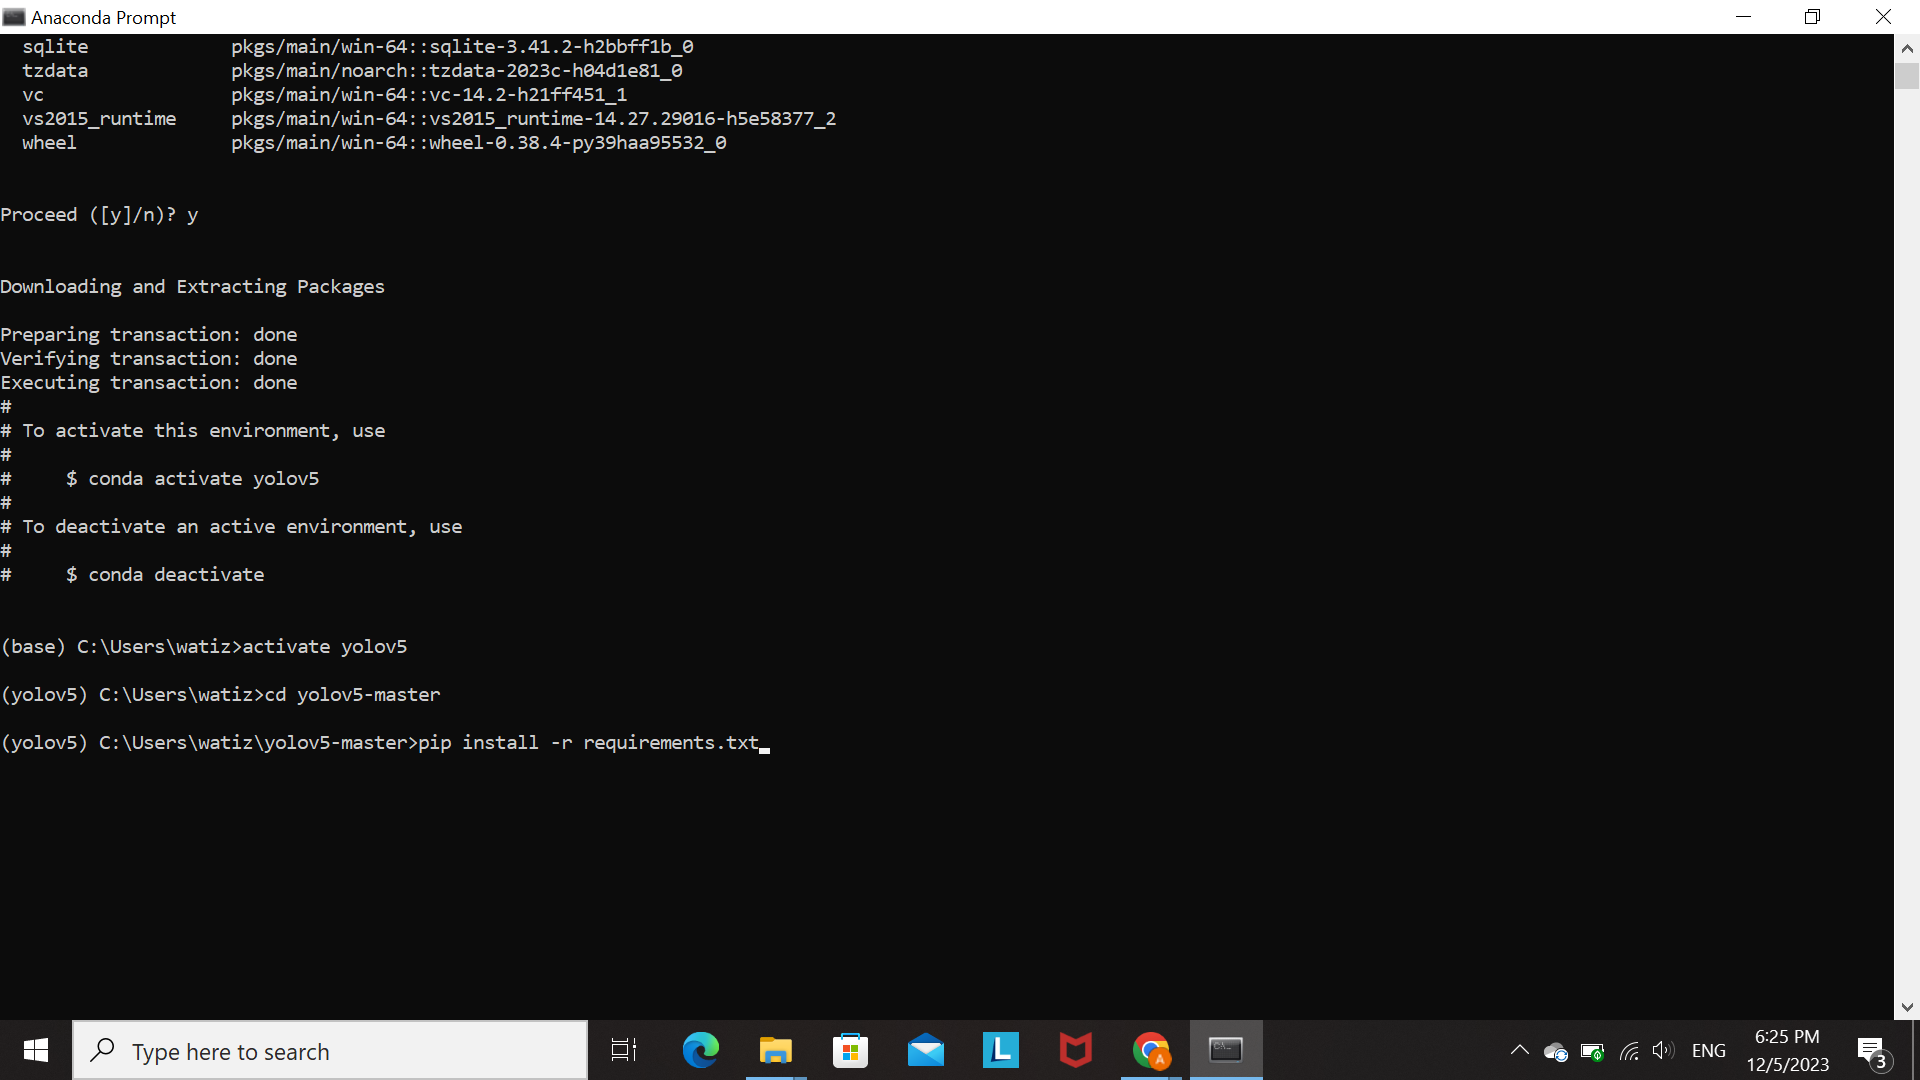 Anaconda Prompt
sqlite pkgs/main/win-64::sqlite-3.41.2-h2bbff1b_0
tzdata pkgs/main/noarch::tzdata-2023c-h04d1e81_0
vc pkgs/main/win-64::vc-14.2-h21ff451_1
vs2015_runtime pkgs/main/win-64::vs2015_runtime-14.27.29016-h5e58377_2
wheel pkgs/main/win-64::wheel-0.38.4-py39haa95532_0
Proceed ([y]/n)? y
Downloading and Extracting Packages
Preparing transaction: done
Verifying transaction: done
Executing transaction: done
#
# To activate this environment, use
#
# $ conda activate yolov5
#
# To deactivate an active environment, use
#
# $ conda deactivate
(base) C:\Users\watiz>activate yolov5
(yolov5) C:\Users\watiz>cd yolov5-master
(yolov5) C:\Users\watiz\yolov5-master>pip install -r requirements.txt
Type here to search
L
A
ENG
6:25 PM
12/5/2023
3